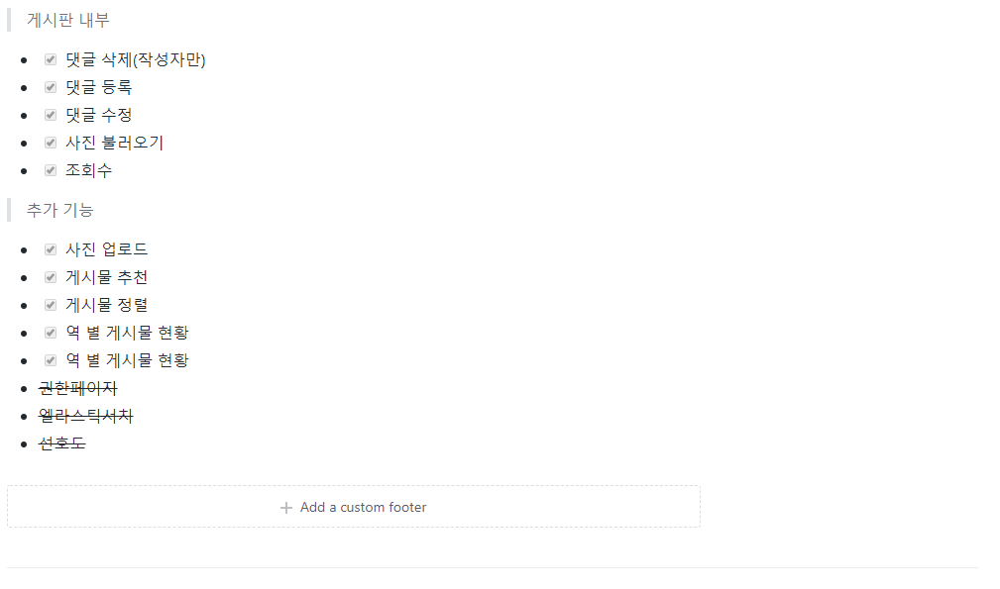 게시판 내부
댓글 삭제(작성자만)
댓글 등록
댓글 수정
사진 불러오기
조회수
추가 기능
사진 업로드
게시물 추천
게시물 정렬
역 별 게시물 현황
역 별 게시물 현황
권한페이지
엘라스틱서치
선호도
Add a custom footer